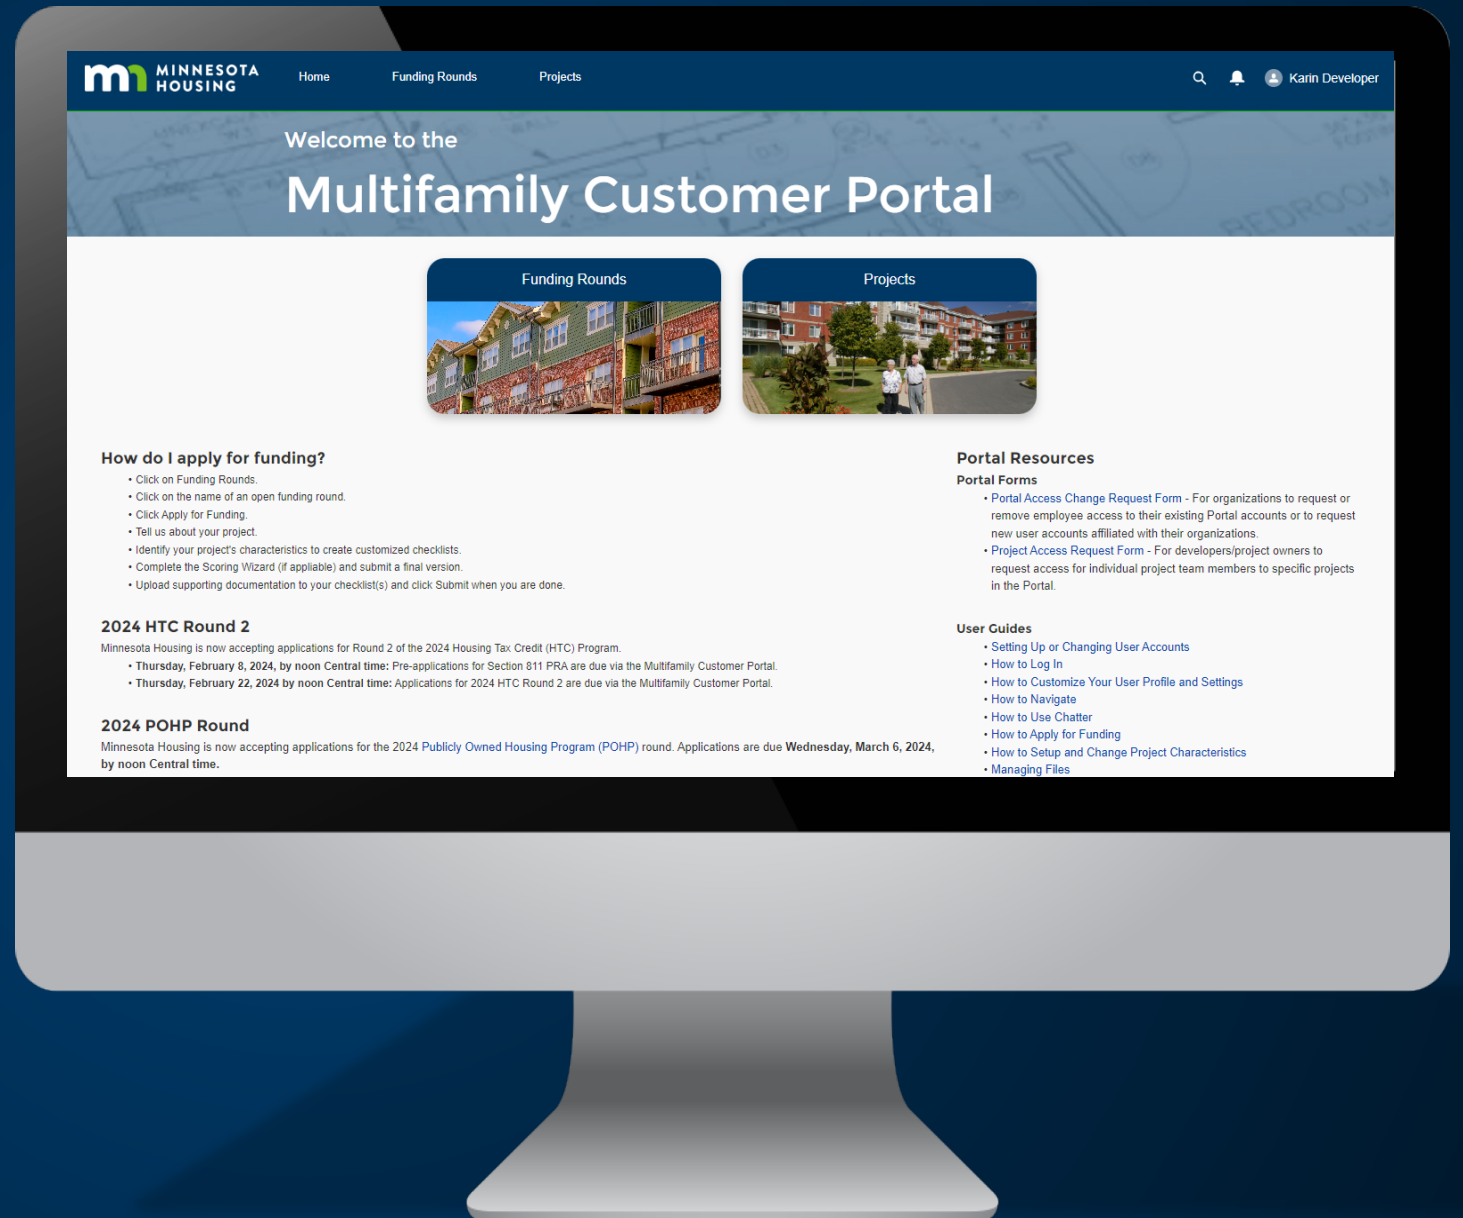 MINNESOTA
HOUSING
Home Funding Rounds Projects
Karin Developer
Welcome to the
Multifamily Customer Portal
BEDROOM
Funding Rounds
Projects
How do I apply for funding?
• Click on Funding Rounds.
• Click on the name of an open funding round.
• Click Apply for Funding.
• Tell us about your project.
• Identify your project's characteristics to create customized checklists.
• Complete the Scoring Wizard (if appliable) and submit a final version.
• Upload supporting documentation to your checklist(s) and click Submit when you are done.
2024 HTC Round 2
Minnesota Housing is now accepting applications for Round 2 of the 2024 Housing Tax Credit (HTC) Program.
• Thursday, February 8, 2024, by noon Central time: Pre-applications for Section 811 PRA are due via the Multifamily Customer Portal.
• Thursday, February 22, 2024 by noon Central time: Applications for 2024 HTC Round 2 are due via the Multifamily Customer Portal.
2024 POHP Round
Minnesota Housing is now accepting applications for the 2024 Publicly Owned Housing Program (POHP) round. Applications are due Wednesday, March 6, 2024,
by noon Central time.
Portal Resources
Portal Forms
• Portal Access Change Request Form - For organizations to request or
remove employee access to their existing Portal accounts or to request
new user accounts affiliated with their organizations.
• Project Access Request Form - For developers/project owners to
request access for individual project team members to specific projects
in the Portal.
User Guides
• Setting Up or Changing User Accounts
• How to Log In
• How to Customize Your User Profile and Settings
• How to Navigate
• How to Use Chatter
• How to Apply for Funding
• How to Setup and Change Project Characteristics
• Managing Files